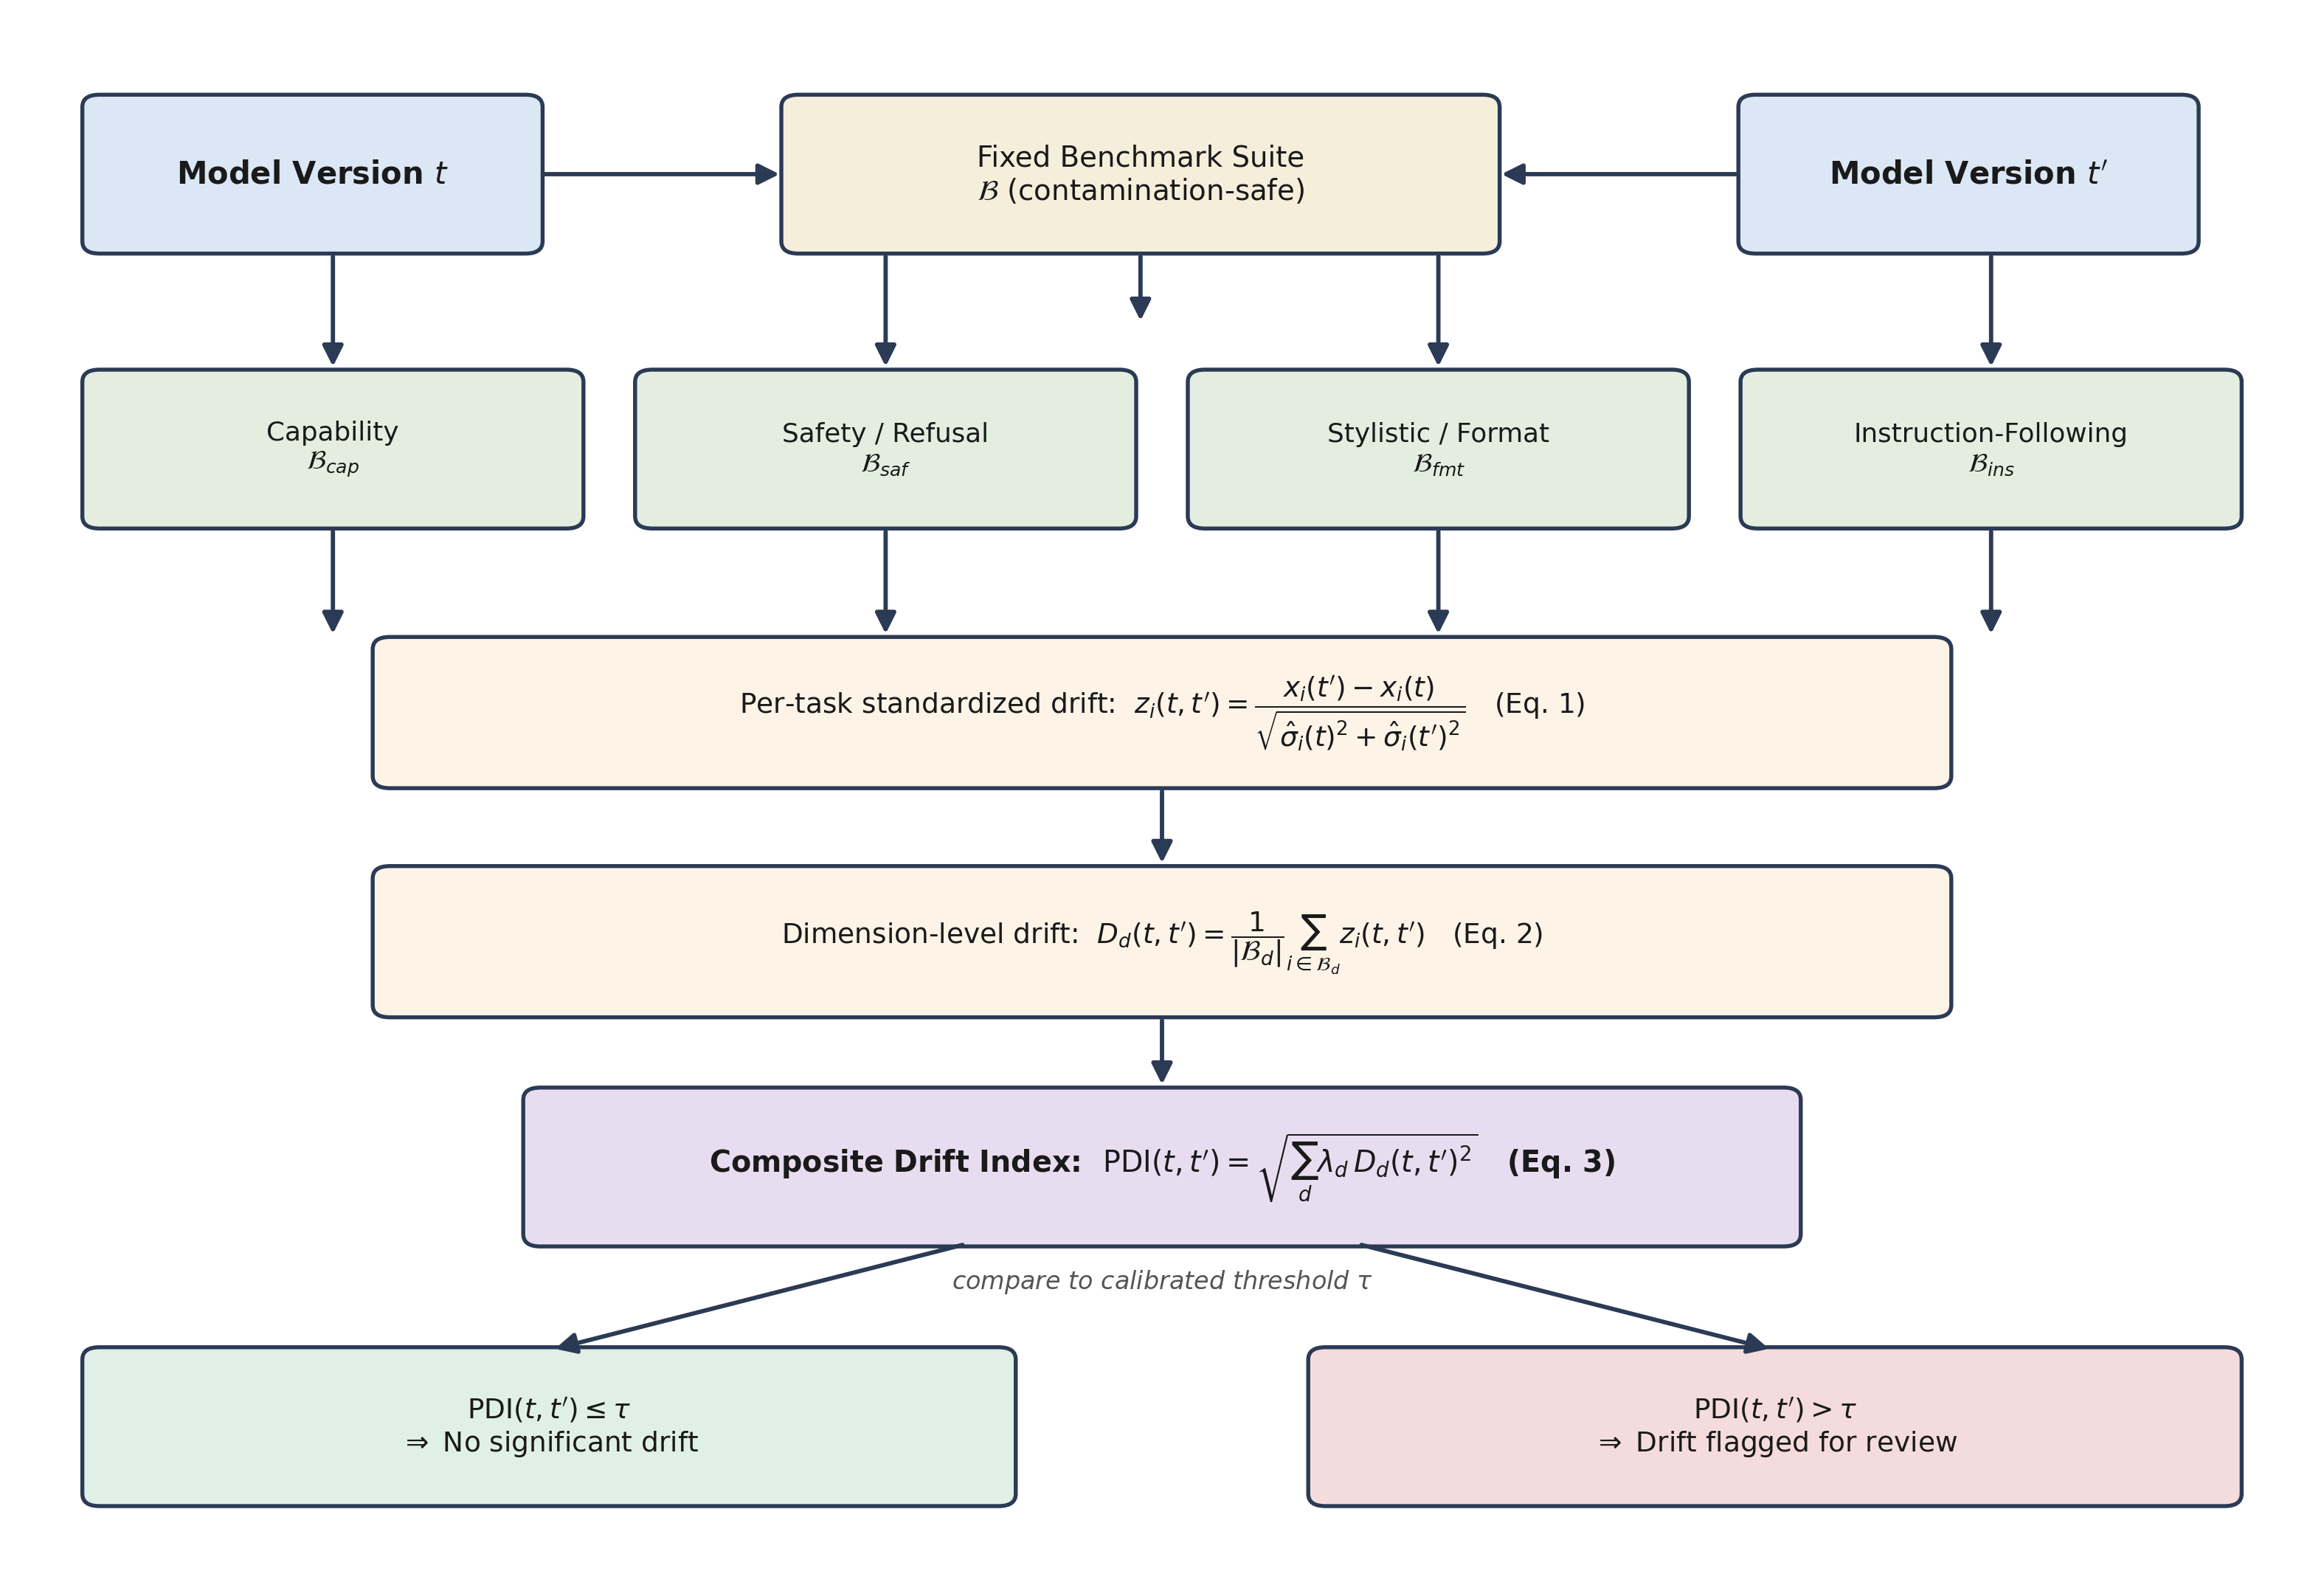 Model Version t
Fixed Benchmark Suite
ℬ (contamination-safe)
Model Version t′
Capability
ℬ_cap
Safety / Refusal
ℬ_saf
Stylistic / Format
ℬ_fmt
Instruction-Following
ℬ_ins
Per-task standardized drift: z_i(t, t′) = (x_i(t′) − x_i(t)) / √(σ̂_i(t)² + σ̂_i(t′)²) (Eq. 1)
Dimension-level drift: D_d(t, t′) = 1/|ℬ_d| ∑_{i ∈ ℬ_d} z_i(t, t′) (Eq. 2)
Composite Drift Index: PDI(t, t′) = √(∑_d λ_d D_d(t, t′)²) (Eq. 3)
compare to calibrated threshold τ
PDI(t, t′) ≤ τ
⇒ No significant drift
PDI(t, t′) > τ
⇒ Drift flagged for review